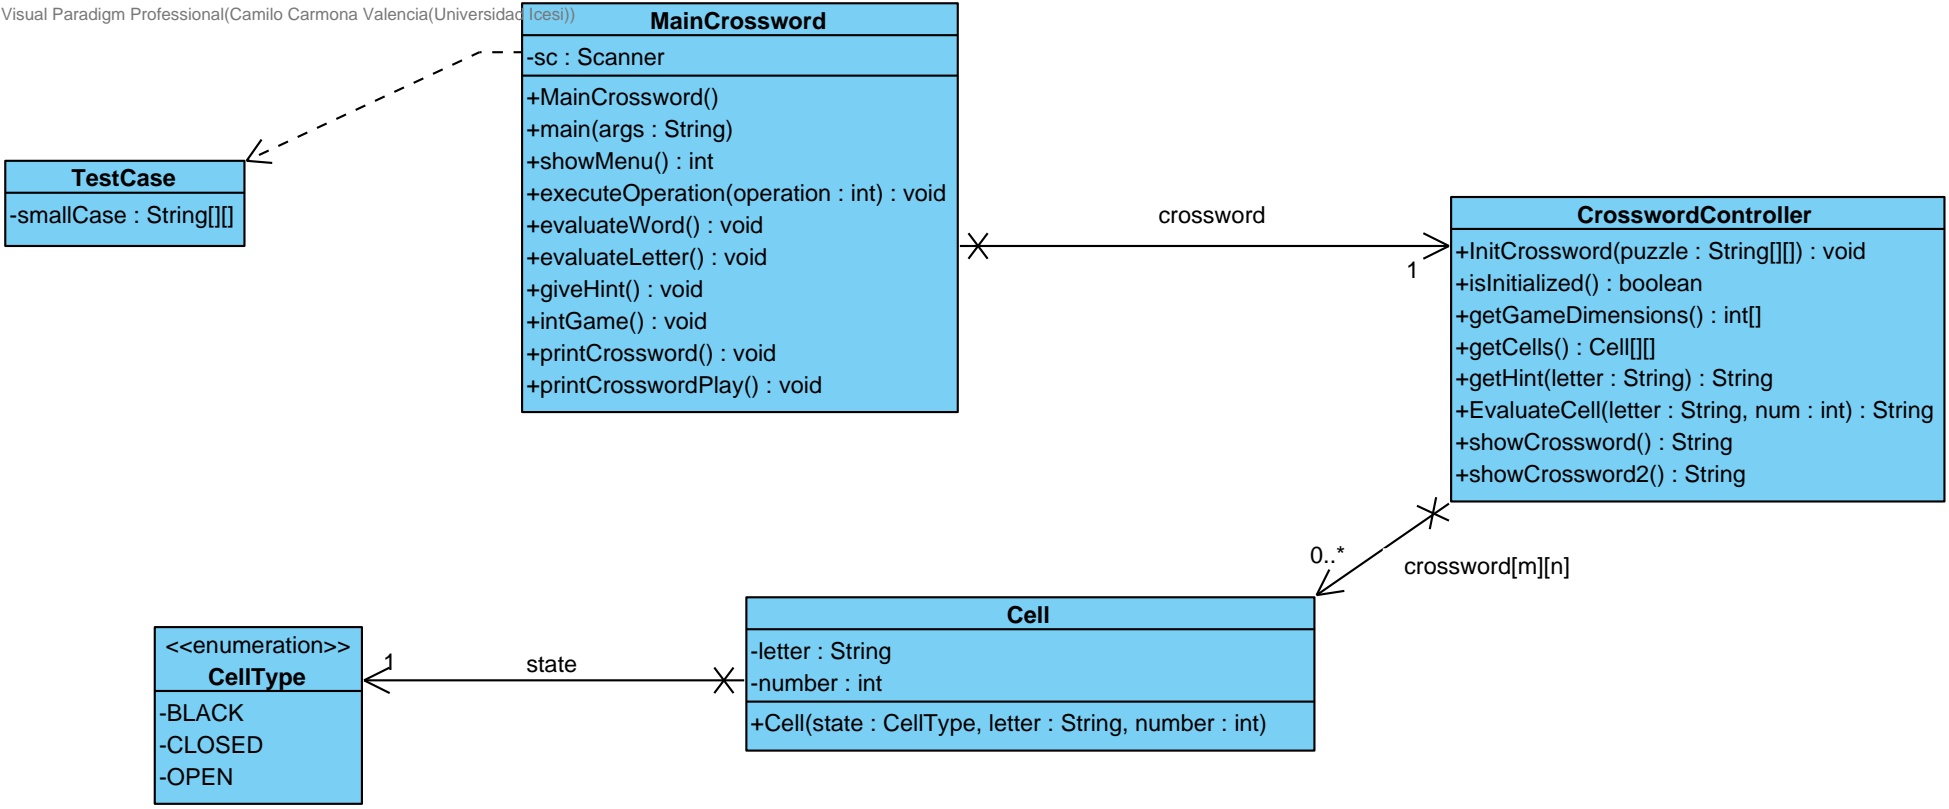 Visual Paradigm Professional(Camilo Carmona Valencia(Universidad Icesi))
MainCrossword
-sc : Scanner
+MainCrossword()
+main(args : String)
+showMenu() : int
+executeOperation(operation : int) : void
+evaluateWord() : void
+evaluateLetter() : void
+giveHint() : void
+intGame() : void
+printCrossword() : void
+printCrosswordPlay() : void
TestCase
-smallCase : String[][]
crossword
1
CrosswordController
+InitCrossword(puzzle : String[][]) : void
+isInitialized() : boolean
+getGameDimensions() : int[]
+getCells() : Cell[][]
+getHint(letter : String) : String
+EvaluateCell(letter : String, num : int) : String
+showCrossword() : String
+showCrossword2() : String
0..*
crossword[m][n]
Cell
-letter : String
-number : int
+Cell(state : CellType, letter : String, number : int)
state
1
<<enumeration>>
CellType
-BLACK
-CLOSED
-OPEN